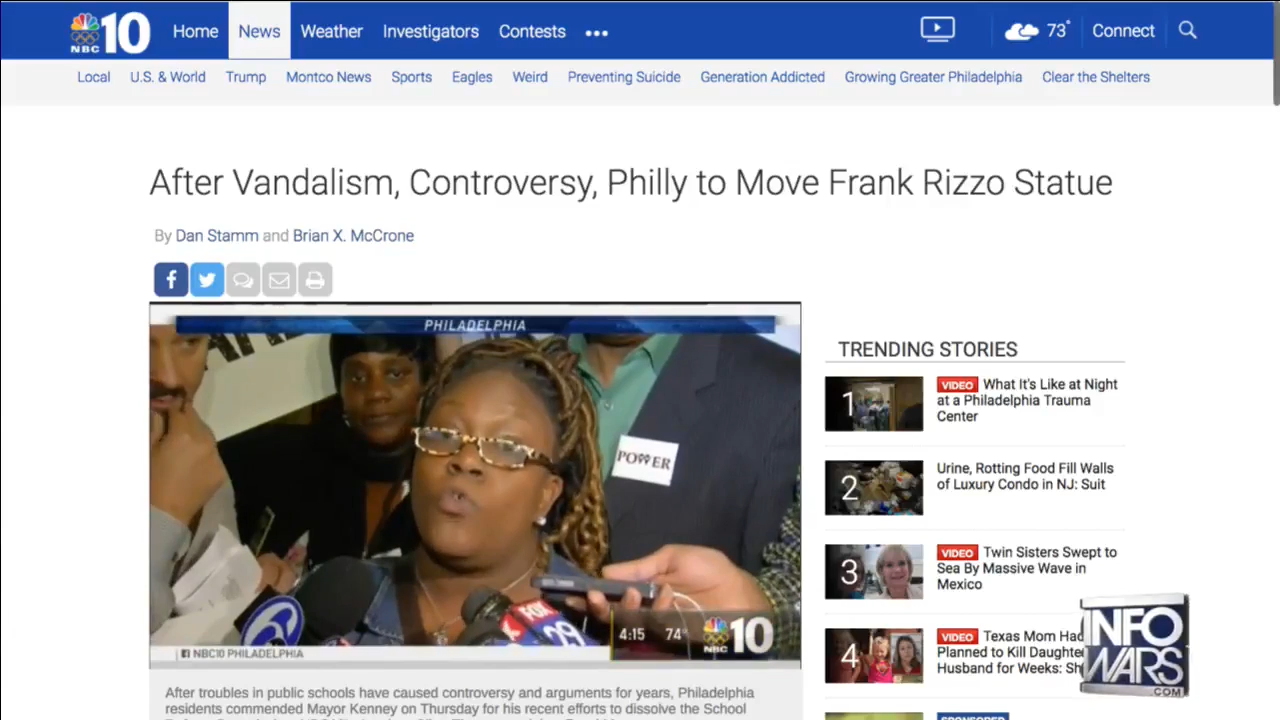 NBC 10 Home News Weather Investigators Contests ••• 73° Connect
Local U.S. & World Trump Montco News Sports Eagles Weird Preventing Suicide Generation Addicted Growing Greater Philadelphia Clear the Shelters
After Vandalism, Controversy, Philly to Move Frank Rizzo Statue
By Dan Stamm and Brian X. McCrone
PHILADELPHIA
POWER
FOX
29
4:15 74° NBC 10
NBC10 PHILADELPHIA
After troubles in public schools have caused controversy and arguments for years, Philadelphia
residents commended Mayor Kenney on Thursday for his recent efforts to dissolve the School
TRENDING STORIES
1
VIDEO What It's Like at Night
at a Philadelphia Trauma
Center
2
Urine, Rotting Food Fill Walls
of Luxury Condo in NJ: Suit
3
VIDEO Twin Sisters Swept to
Sea By Massive Wave in
Mexico
4
VIDEO Texas Mom Had
Planned to Kill
Husband for Weeks:
SPONSORED
INFO
WARS
.COM